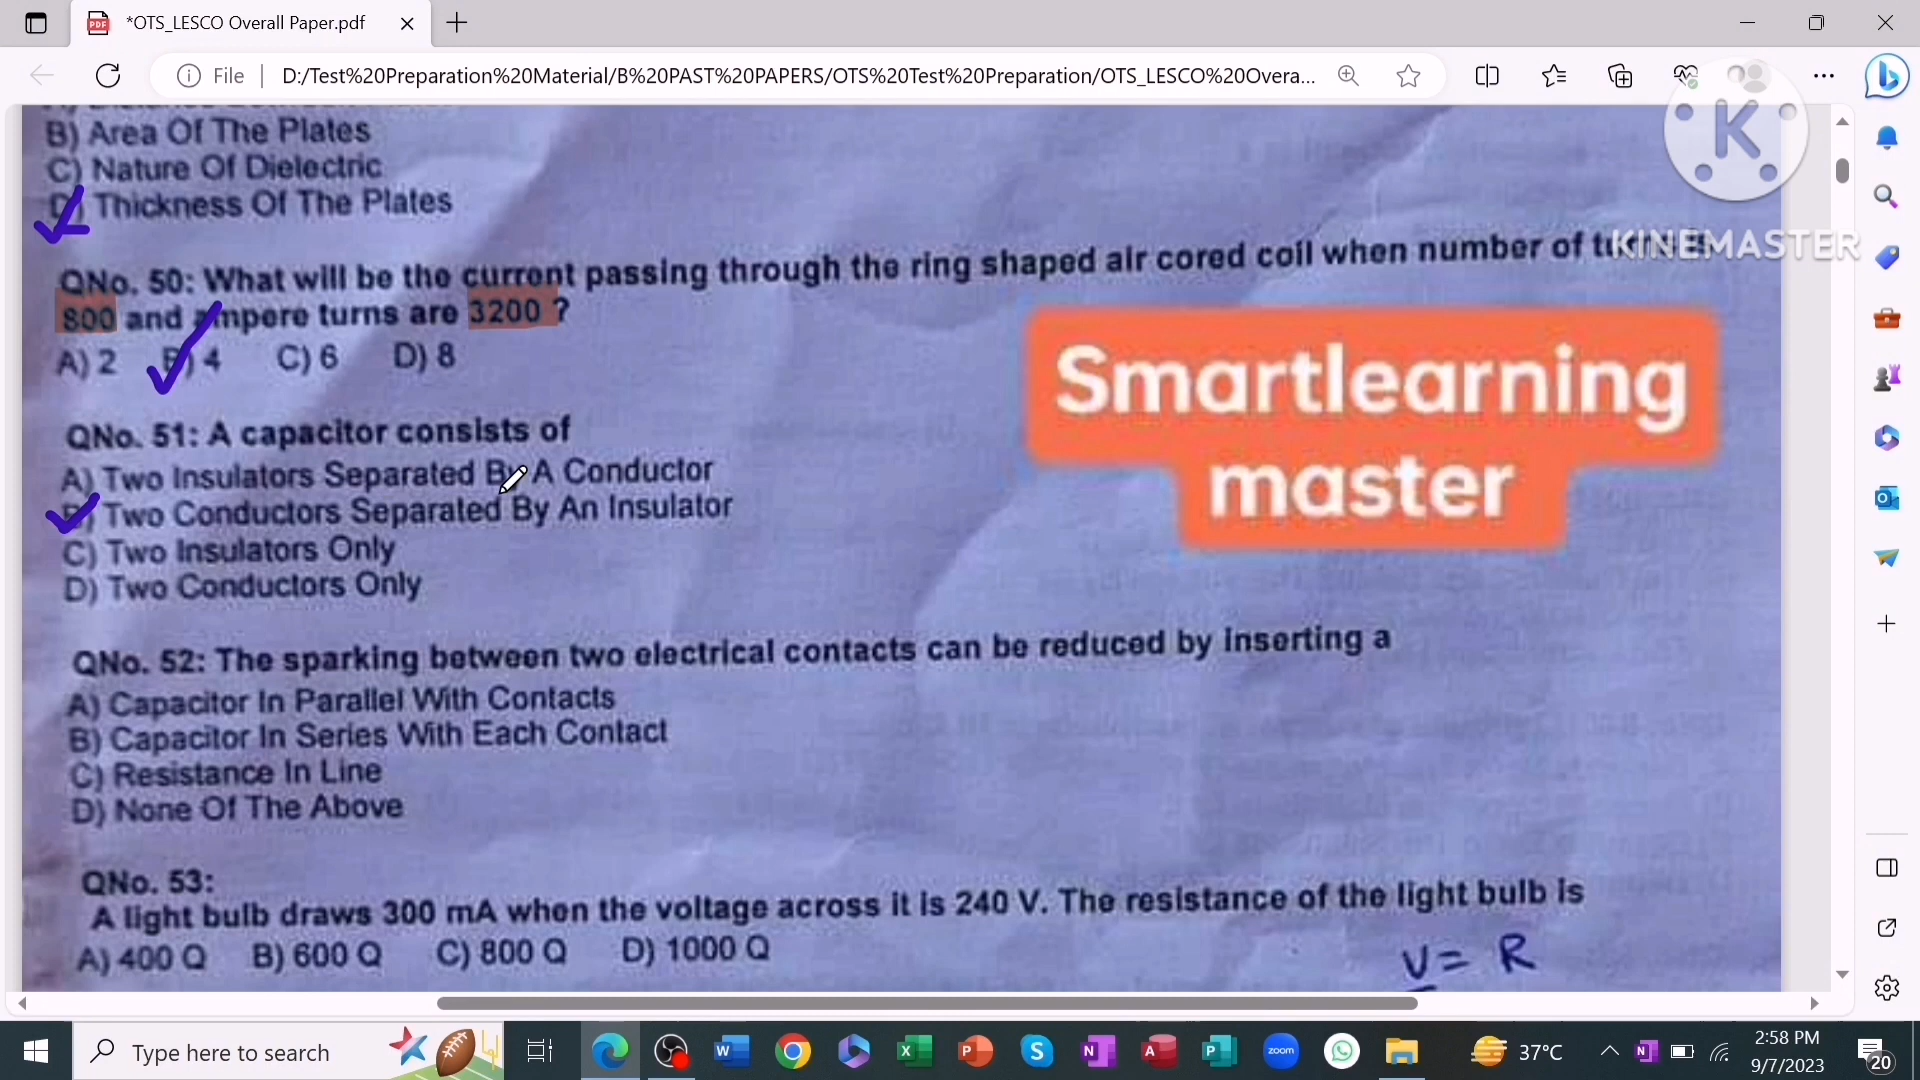 *OTS_LESCO Overall Paper.pdf
File
D:/Test%20Preparation%20Material/B%20PAST%20PAPERS/OTS%20Test%20Preparation/OTS_LESCO%20Overa...
B) Area Of The Plates
C) Nature Of Dielectric
D) Thickness Of The Plates
K
KINEMASTER
QNo. 50: What will be the current passing through the ring shaped air cored coil when number of
800 and ampere turns are 3200 ?
A) 2 B) 4 C) 6 D) 8
Smartlearning
master
QNo. 51: A capacitor consists of
A) Two Insulators Separated By A Conductor
B) Two Conductors Separated By An Insulator
C) Two Insulators Only
D) Two Conductors Only
QNo. 52: The sparking between two electrical contacts can be reduced by inserting a
A) Capacitor In Parallel With Contacts
B) Capacitor In Series With Each Contact
C) Resistance In Line
D) None Of The Above
QNo. 53:
A light bulb draws 300 mA when the voltage across it is 240 V. The resistance of the light bulb is
A) 400 Q B) 600 Q C) 800 Q D) 1000 Q
V = R
Type here to search
zoom
37°C
2:58 PM
9/7/2023
20